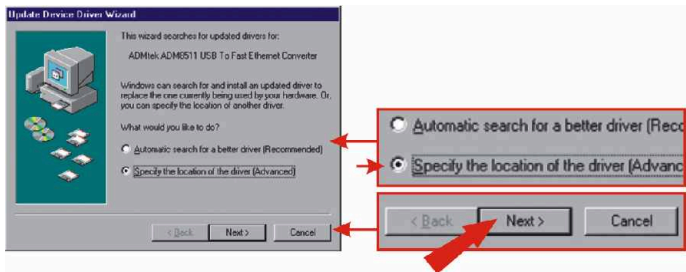 Update Device Driver Wizard
This wizard searches for updated drivers for:
ADMtek ADM8511 USB To Fast Ethernet Converter
Windows can search for and install an updated driver to
replace the one currently being used by your hardware. Or,
you can specify the location of another driver.
What would you like to do?
Automatic search for a better driver (Recommended)
Specify the location of the driver (Advanced)
< Back Next > Cancel
Automatic search for a better driver (Reco
Specify the location of the driver (Advanc
< Back Next > Cancel